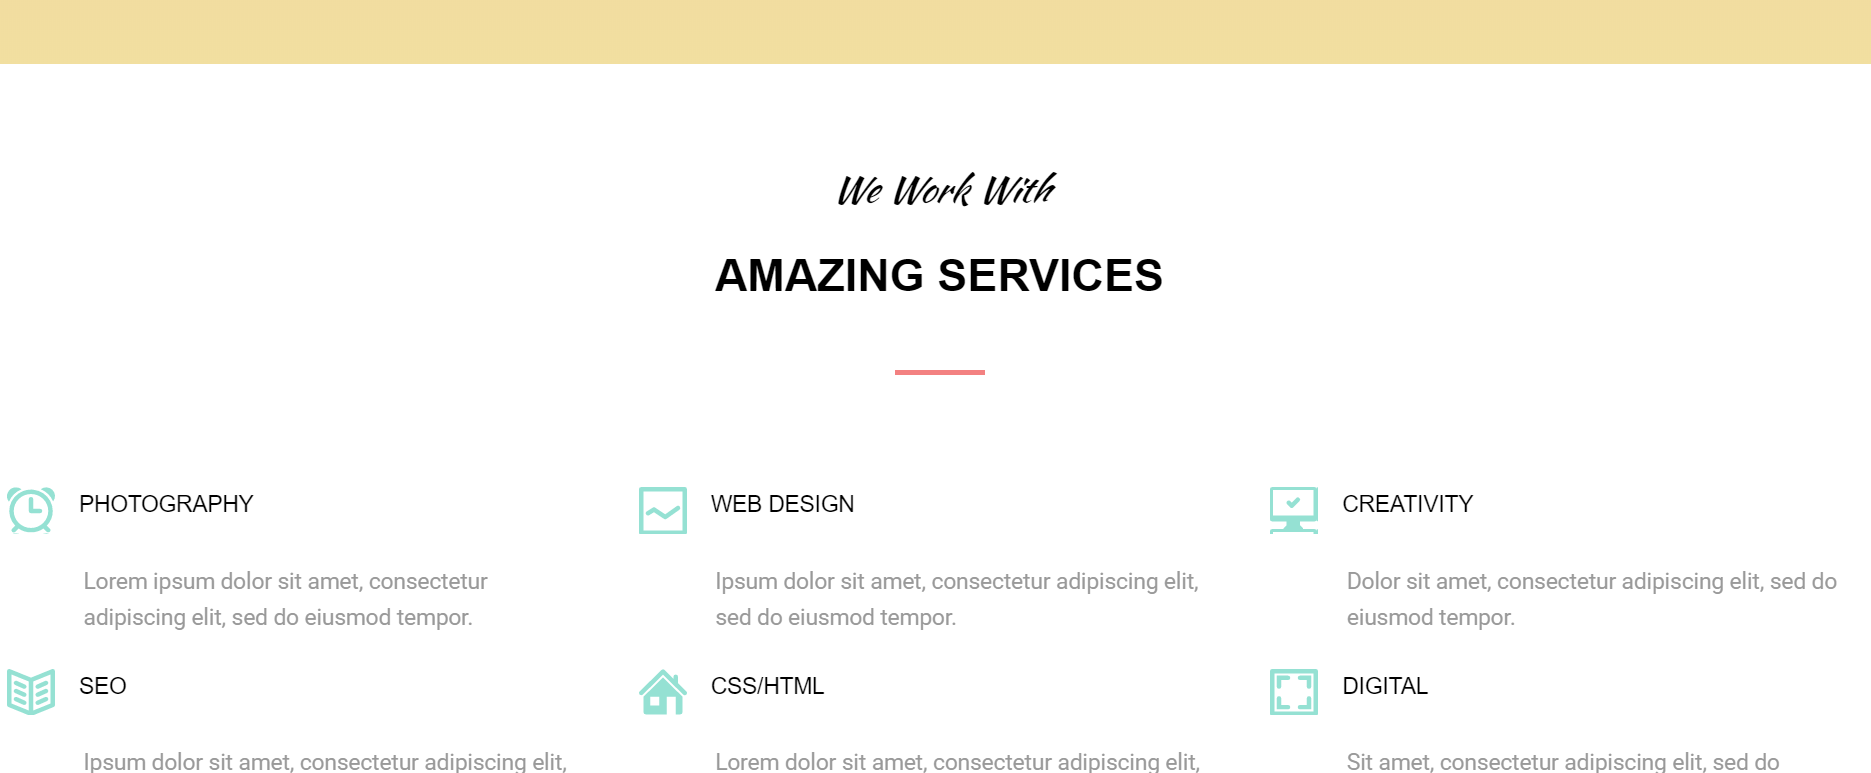 We Work With
AMAZING SERVICES
PHOTOGRAPHY
Lorem ipsum dolor sit amet, consectetur
adipiscing elit, sed do eiusmod tempor.
WEB DESIGN
Ipsum dolor sit amet, consectetur adipiscing elit,
sed do eiusmod tempor.
CREATIVITY
Dolor sit amet, consectetur adipiscing elit, sed do
eiusmod tempor.
SEO
Ipsum dolor sit amet, consectetur adipiscing elit,
CSS/HTML
Lorem dolor sit amet, consectetur adipiscing elit,
DIGITAL
Sit amet, consectetur adipiscing elit, sed do